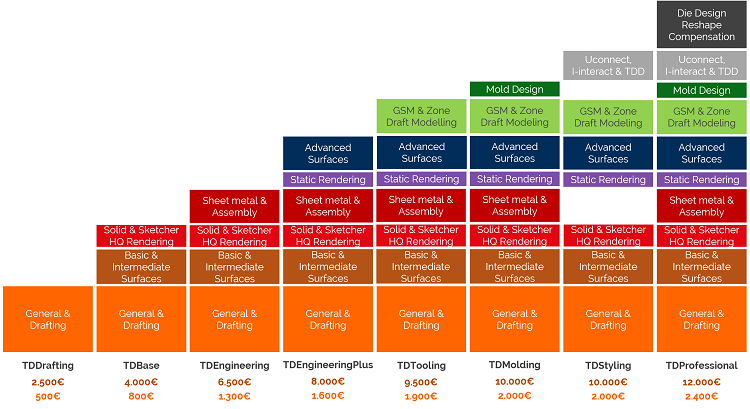 Die Design
Reshape
Compensation
Uconnect,
I-interact & TDD
Uconnect,
I-interact & TDD
Mold Design
Mold Design
GSM & Zone
Draft Modelling
GSM & Zone
Draft Modeling
GSM & Zone
Draft Modeling
GSM & Zone
Draft Modeling
Advanced
Surfaces
Advanced
Surfaces
Advanced
Surfaces
Advanced
Surfaces
Advanced
Surfaces
Static Rendering
Static Rendering
Static Rendering
Static Rendering
Static Rendering
Sheet metal &
Assembly
Sheet metal &
Assembly
Sheet metal &
Assembly
Sheet metal &
Assembly
Sheet metal &
Assembly
Solid & Sketcher
HQ Rendering
Solid & Sketcher
HQ Rendering
Solid & Sketcher
HQ Rendering
Solid & Sketcher
HQ Rendering
Solid & Sketcher
HQ Rendering
Solid & Sketcher
HQ Rendering
Solid & Sketcher
HQ Rendering
Basic &
Intermediate
Surfaces
Basic &
Intermediate
Surfaces
Basic &
Intermediate
Surfaces
Basic &
Intermediate
Surfaces
Basic &
Intermediate
Surfaces
Basic &
Intermediate
Surfaces
Basic &
Intermediate
Surfaces
General &
Drafting
General &
Drafting
General &
Drafting
General &
Drafting
General &
Drafting
General &
Drafting
General &
Drafting
General &
Drafting
TDDrafting
2.500€
500€
TDBase
4.000€
800€
TDEngineering
6.500€
1.300€
TDEngineeringPlus
8.000€
1.600€
TDTooling
9.500€
1.900€
TDMolding
10.000€
2.000€
TDStyling
10.000€
2.000€
TDProfessional
12.000€
2.400€